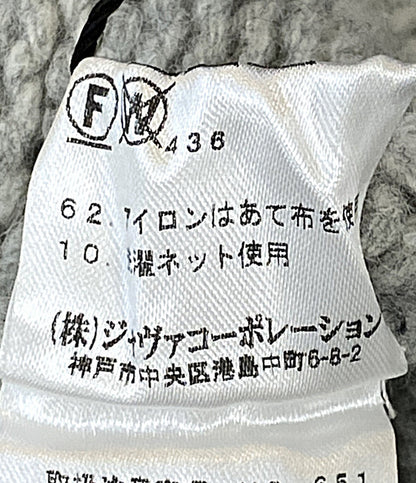 F W
436
62.アイロンはあて布を使
10. 濯ネット使用
(株)ジャヴァコーポレーション
神戸市中央区港島中町6-8-2
651